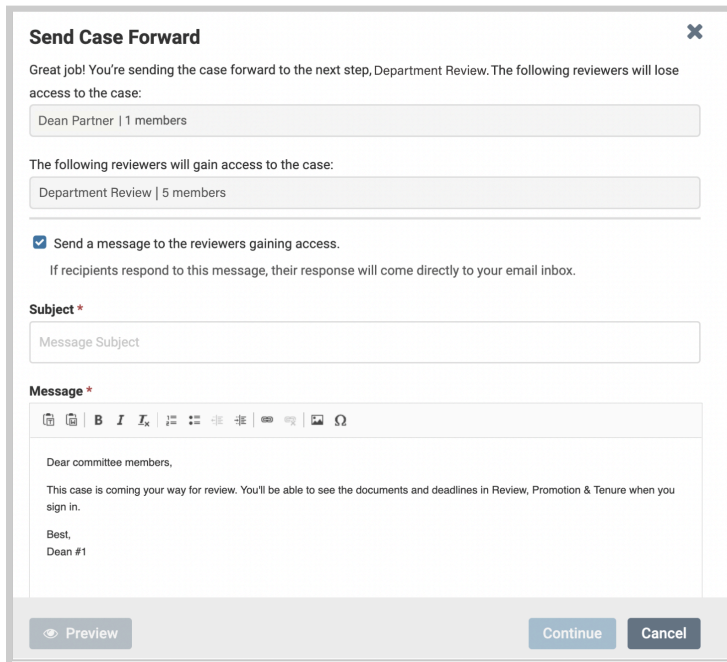 Send Case Forward
Great job! You're sending the case forward to the next step, Department Review. The following reviewers will lose
access to the case:
Dean Partner | 1 members
The following reviewers will gain access to the case:
Department Review | 5 members
Send a message to the reviewers gaining access.
If recipients respond to this message, their response will come directly to your email inbox.
Subject *
Message Subject
Message *
B I Ix Ω
Dear committee members,
This case is coming your way for review. You'll be able to see the documents and deadlines in Review, Promotion & Tenure when you
sign in.
Best,
Dean #1
Preview Continue Cancel